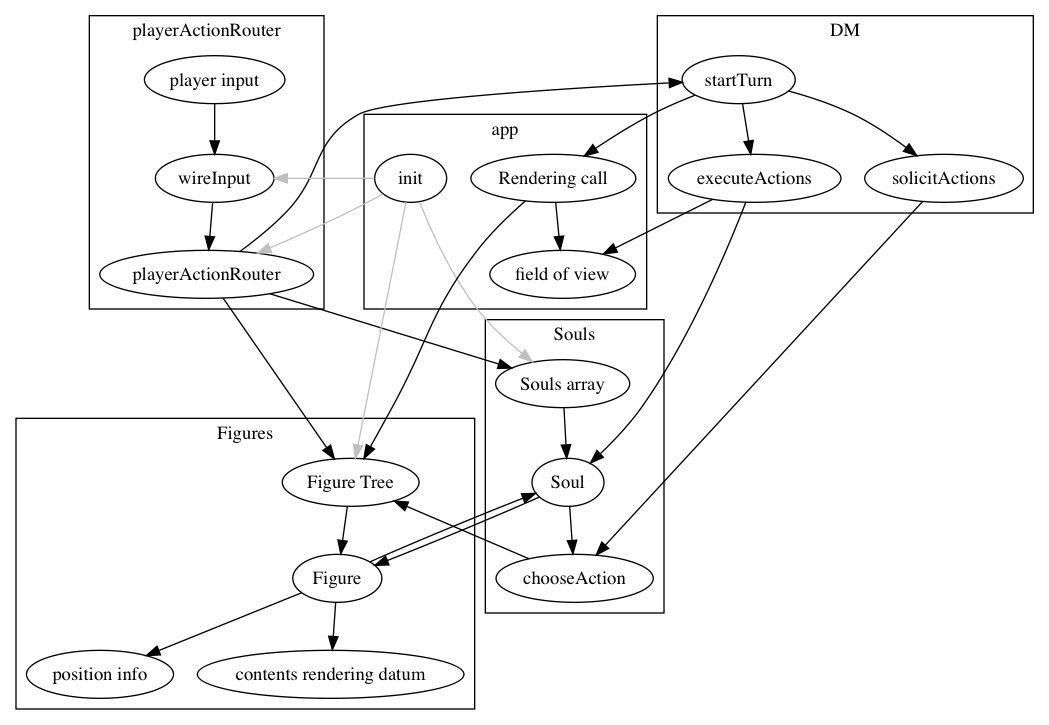 playerActionRouter
player input
wireInput
playerActionRouter
app
init
Rendering call
field of view
DM
startTurn
executeActions
solicitActions
Souls
Souls array
Soul
chooseAction
Figures
Figure Tree
Figure
position info
contents rendering datum